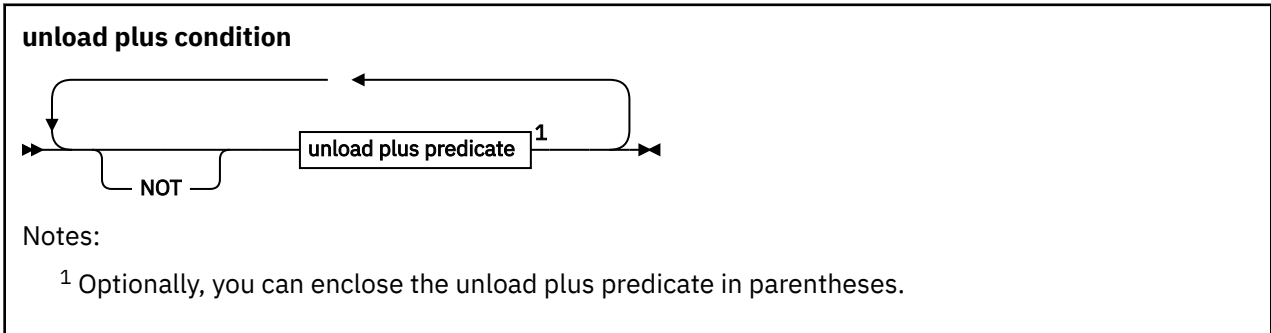 unload plus condition
unload plus predicate 1
NOT
Notes:
1 Optionally, you can enclose the unload plus predicate in parentheses.